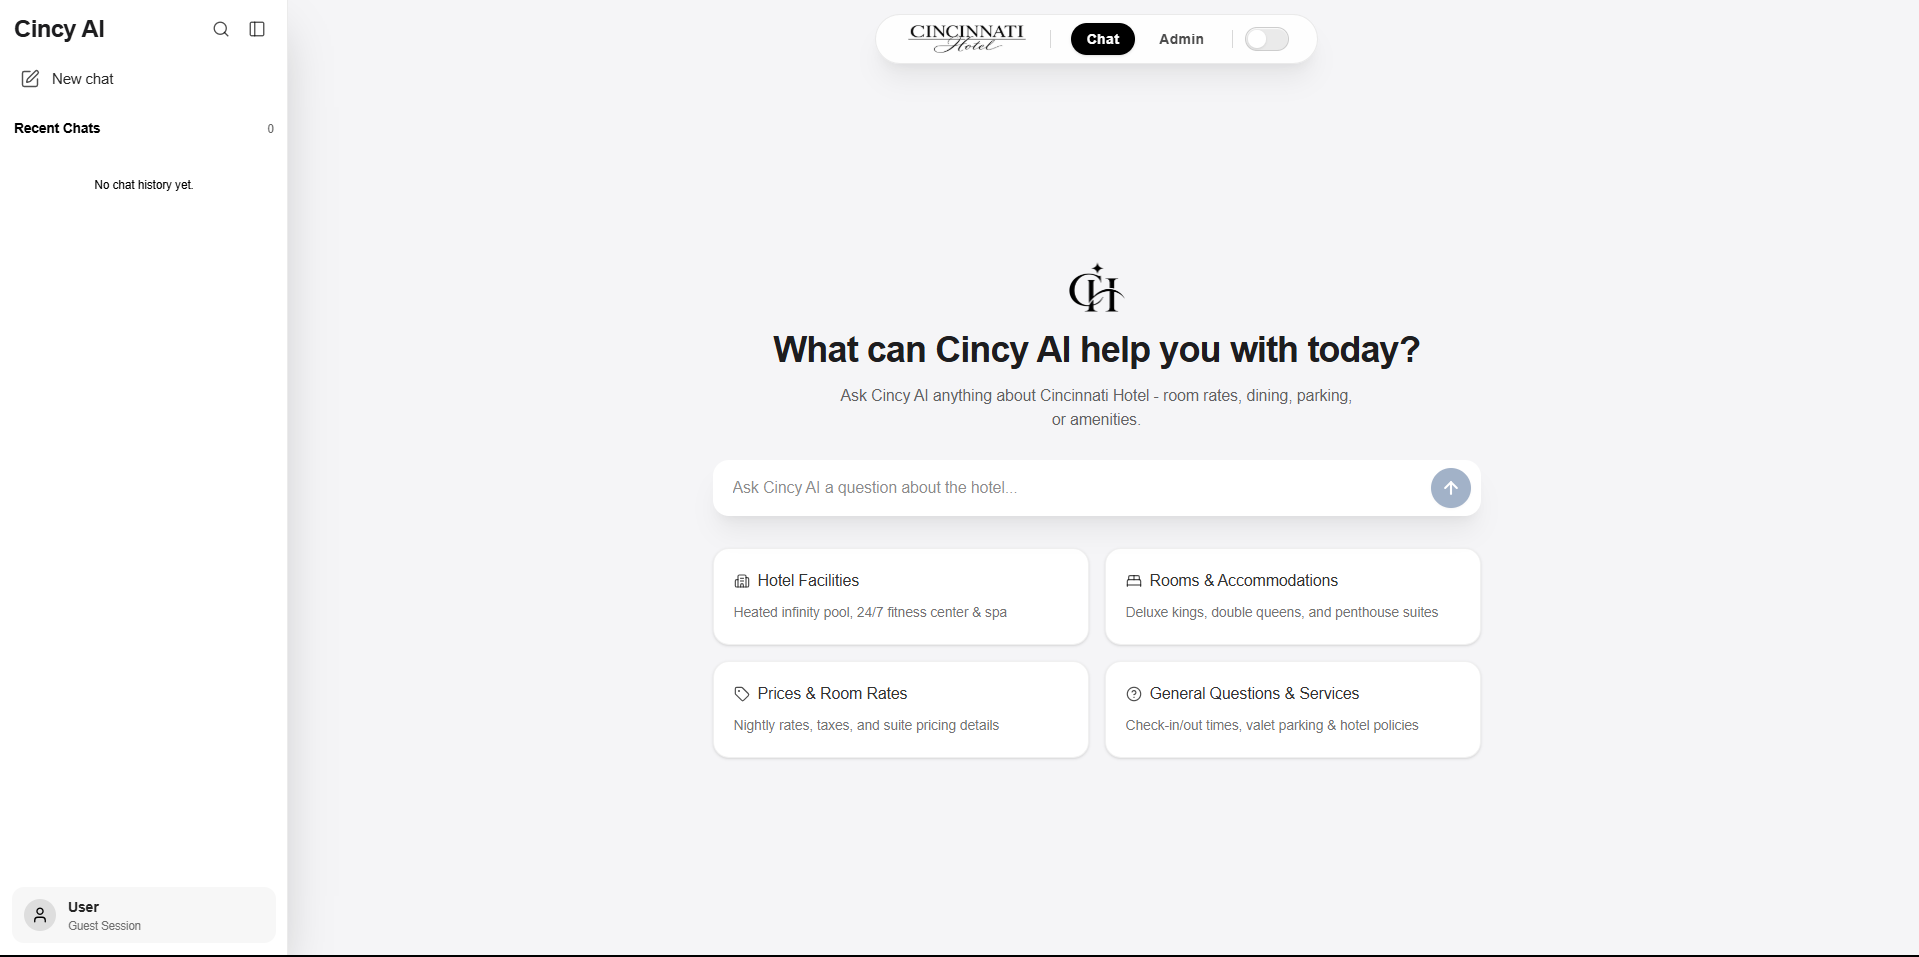 Cincy AI
New chat
Recent Chats 0
No chat history yet.
User
Guest Session
CINCINNATI
Hotel
Chat Admin
CH
What can Cincy AI help you with today?
Ask Cincy AI anything about Cincinnati Hotel - room rates, dining, parking,
or amenities.
Ask Cincy AI a question about the hotel...
Hotel Facilities
Heated infinity pool, 24/7 fitness center & spa
Rooms & Accommodations
Deluxe kings, double queens, and penthouse suites
Prices & Room Rates
Nightly rates, taxes, and suite pricing details
General Questions & Services
Check-in/out times, valet parking & hotel policies